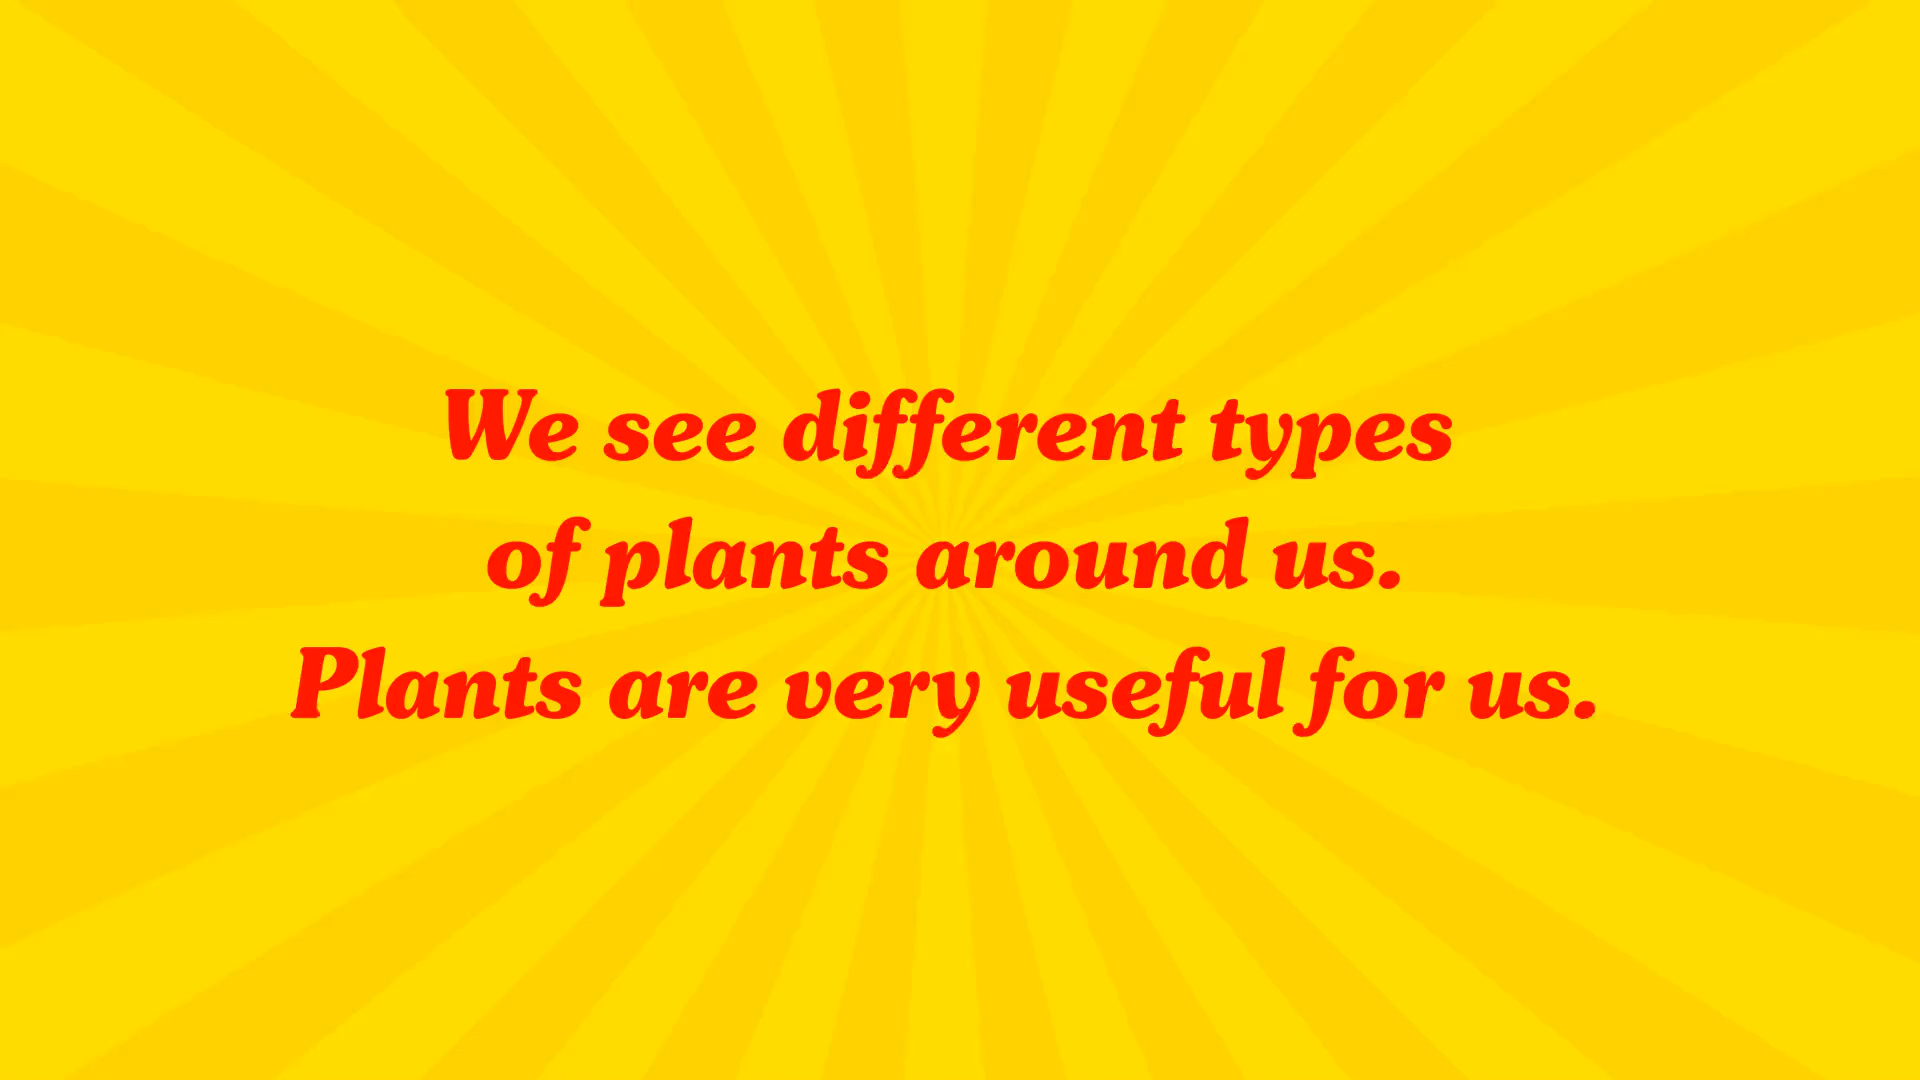 We see different types
of plants around us.
Plants are very useful for us.